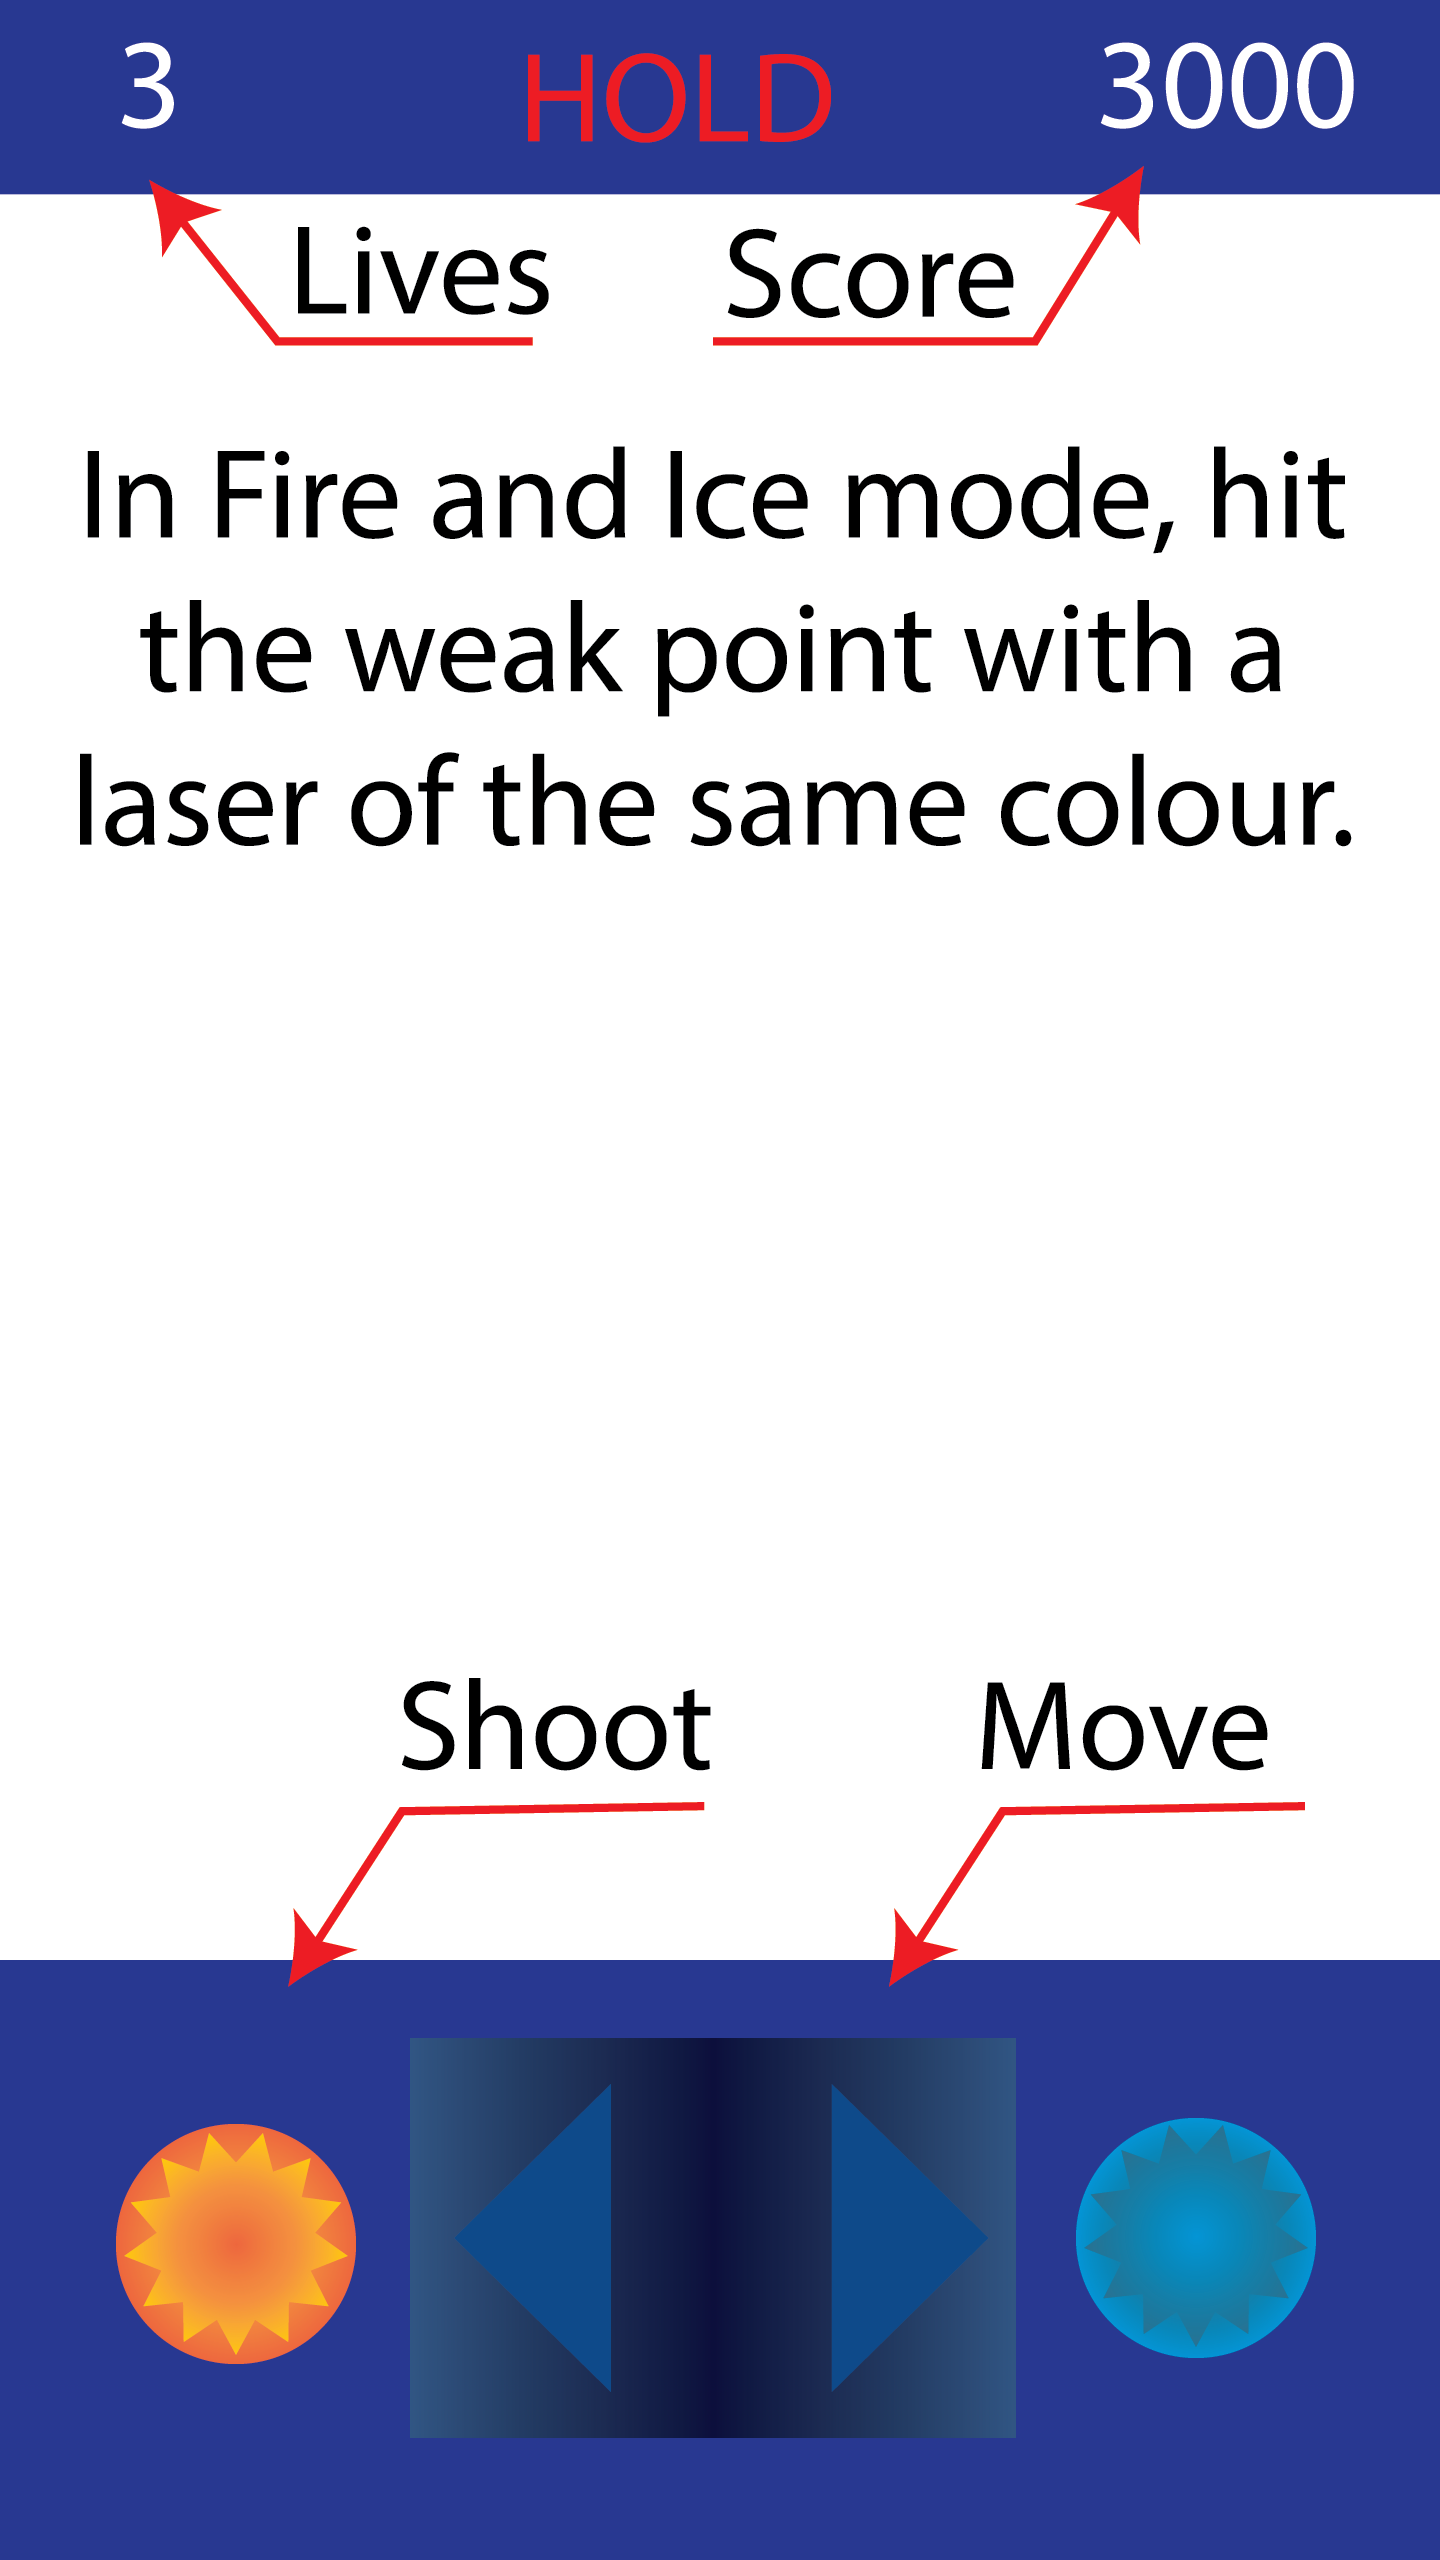 3 HOLD 3000
Lives Score
In Fire and Ice mode, hit
the weak point with a
laser of the same colour.
Shoot Move